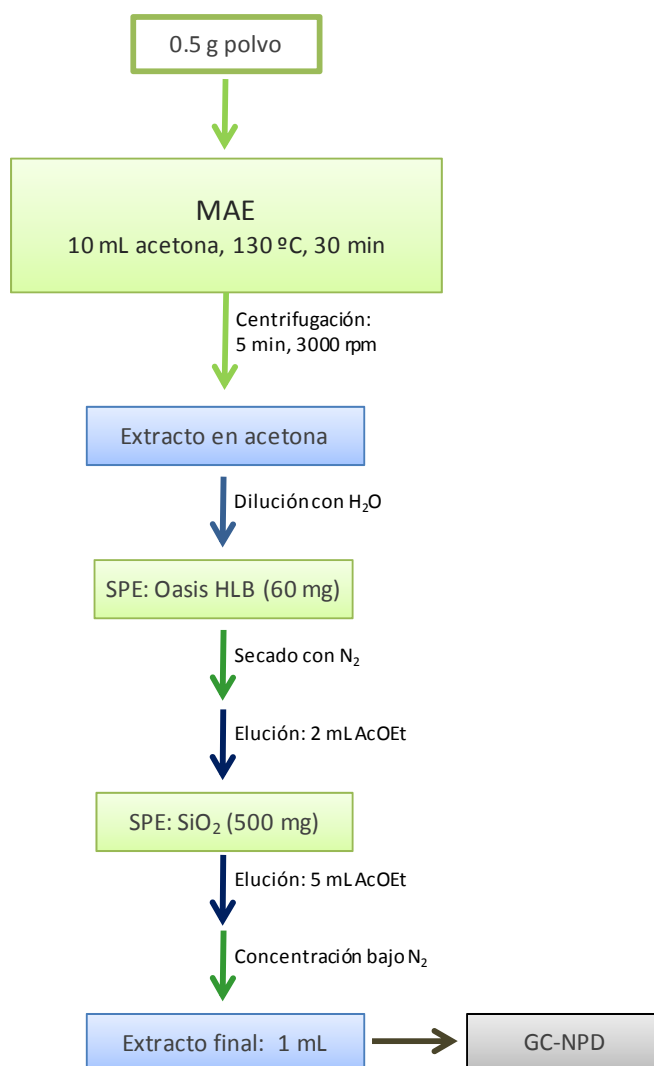 0.5 g polvo
MAE
10 mL acetona, 130 ºC, 30 min
Centrifugación:
5 min, 3000 rpm
Extracto en acetona
Dilución con H₂O
SPE: Oasis HLB (60 mg)
Secado con N₂
Elución: 2 mL AcOEt
SPE: SiO₂ (500 mg)
Elución: 5 mL AcOEt
Concentración bajo N₂
Extracto final: 1 mL
GC-NPD